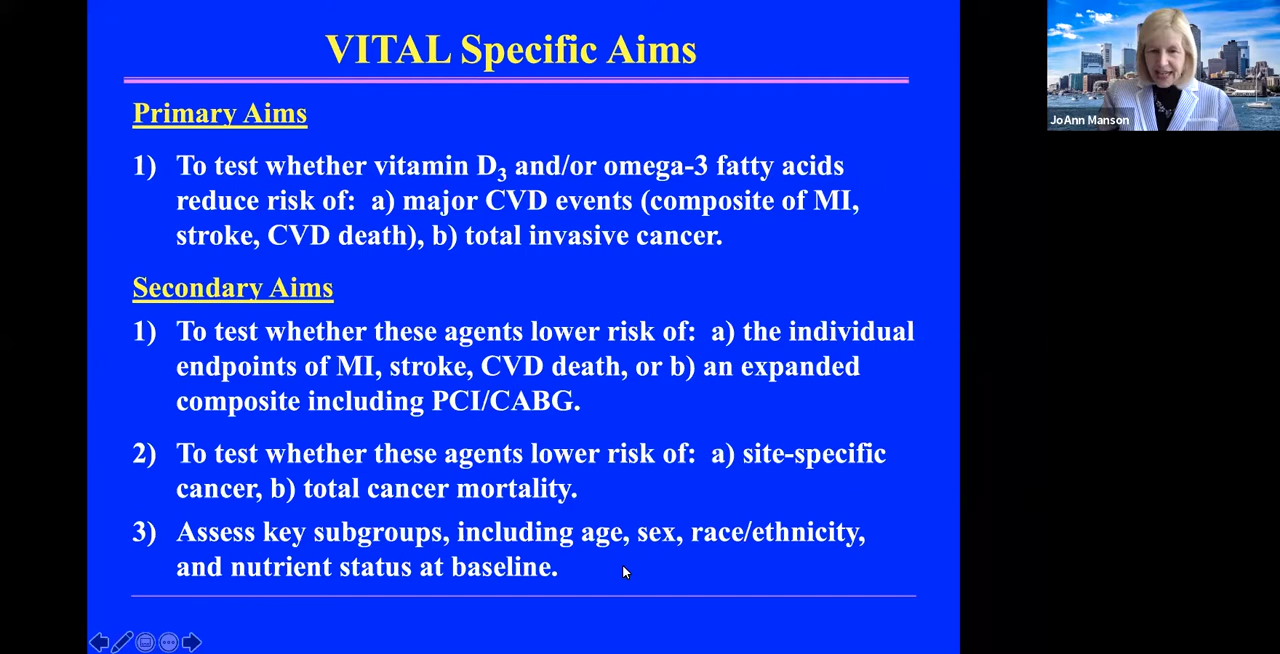 VITAL Specific Aims
Primary Aims
1) To test whether vitamin D₃ and/or omega-3 fatty acids
reduce risk of: a) major CVD events (composite of MI,
stroke, CVD death), b) total invasive cancer.
Secondary Aims
1) To test whether these agents lower risk of: a) the individual
endpoints of MI, stroke, CVD death, or b) an expanded
composite including PCI/CABG.
2) To test whether these agents lower risk of: a) site-specific
cancer, b) total cancer mortality.
3) Assess key subgroups, including age, sex, race/ethnicity,
and nutrient status at baseline.
JoAnn Manson